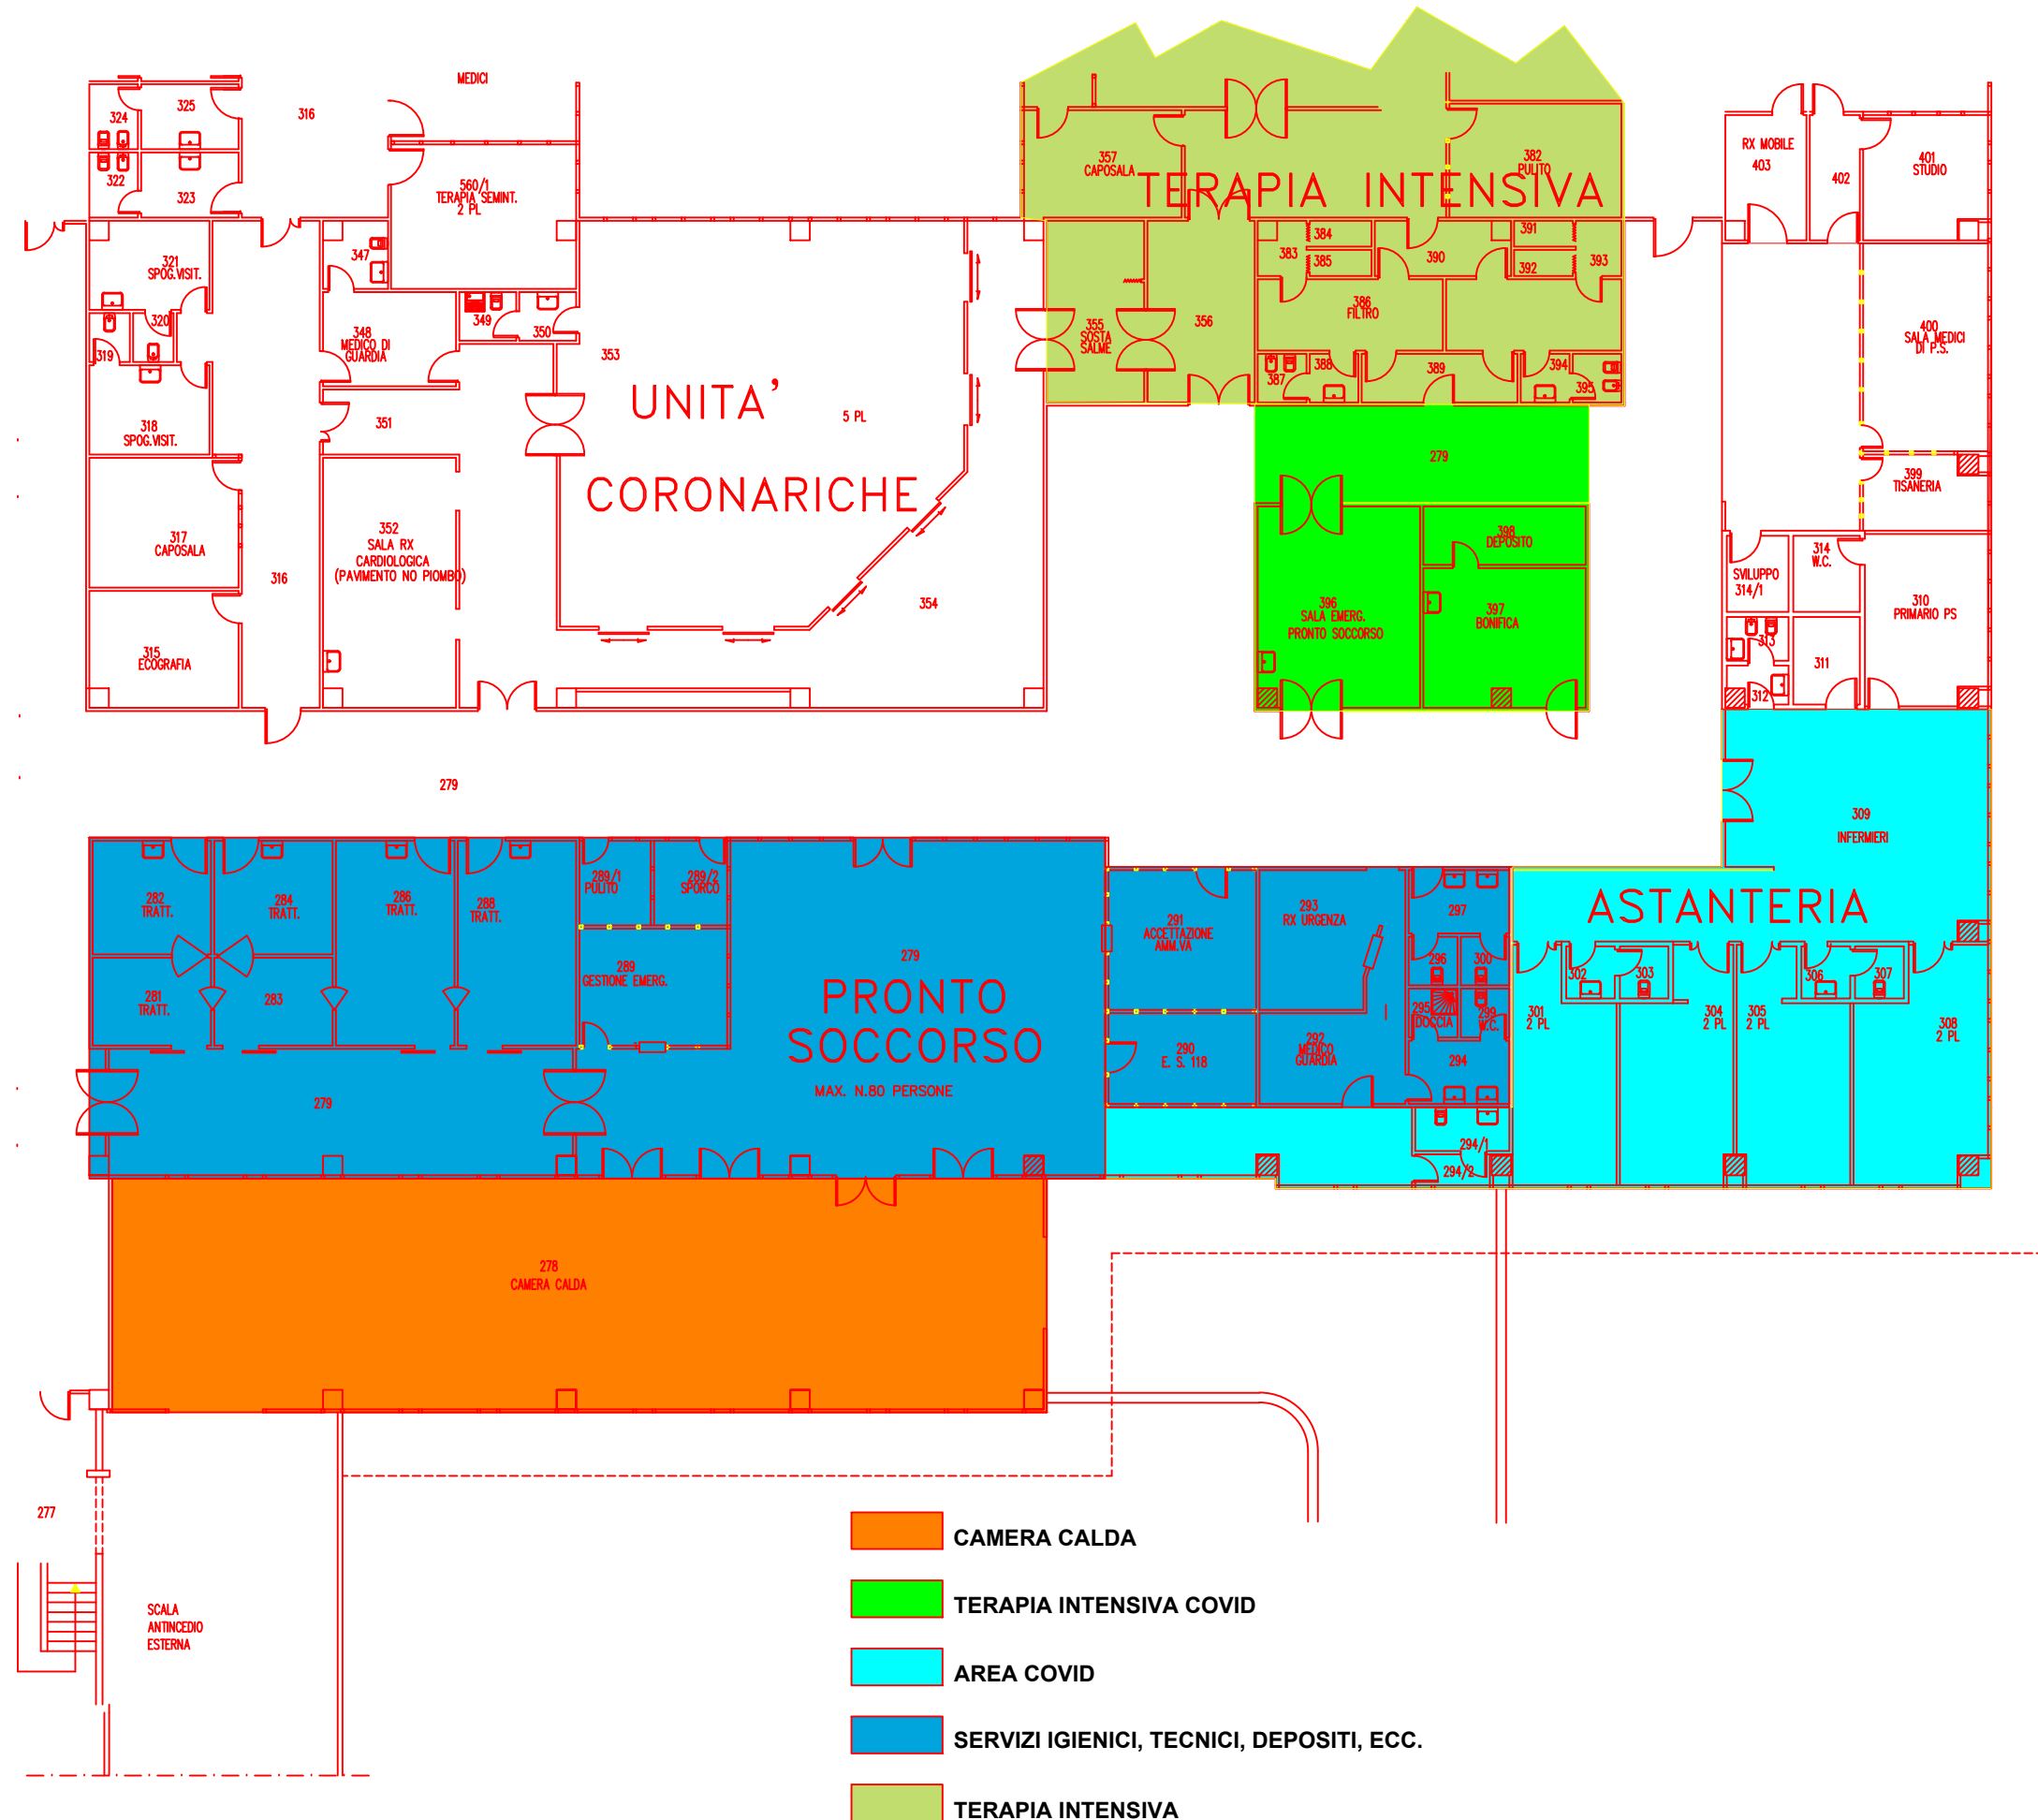 MEDICI
324
325
316
322
323
560/1
TERAPIA SEMINT.
2 PL
357
CAPOSALA
382
PULITO
TERAPIA INTENSIVA
RX MOBILE
403
402
401
STUDIO
321
SPOG.VISIT.
347
384
383
385
390
391
392
393
320
319
349
350
348
MEDICO DI
GUARDIA
353
355
SOSTA
SALME
356
386
FILTRO
400
SALA MEDICI
DI P.S.
387
388
389
394
395
UNITA'
5 PL
CORONARICHE
318
SPOG.VISIT.
351
279
399
TISANERIA
317
CAPOSALA
316
352
SALA RX
CARDIOLOGICA
(PAVIMENTO NO PIOMBO)
354
398
DEPOSITO
396
SALA EMERG.
PRONTO SOCCORSO
397
BONIFICA
314
W.C.
SVILUPPO
314/1
310
PRIMARIO PS
313
311
312
315
ECOGRAFIA
279
309
INFERMIERI
282
TRATT.
284
TRATT.
286
TRATT.
288
TRATT.
289/1
PULITO
289/2
SPORCO
291
ACCETTAZIONE
AMM.VA
293
RX URGENZA
297
296
300
ASTANTERIA
302
303
306
307
281
TRATT.
283
289
GESTIONE EMERG.
279
PRONTO
SOCCORSO
MAX. N.80 PERSONE
290
E. S. 118
292
MEDICO
GUARDIA
295
DOCCIA
299
W.C.
294
301
2 PL
304
2 PL
305
2 PL
308
2 PL
279
294/1
294/2
278
CAMERA CALDA
277
SCALA
ANTINCEDIO
ESTERNA
CAMERA CALDA
TERAPIA INTENSIVA COVID
AREA COVID
SERVIZI IGIENICI, TECNICI, DEPOSITI, ECC.
TERAPIA INTENSIVA